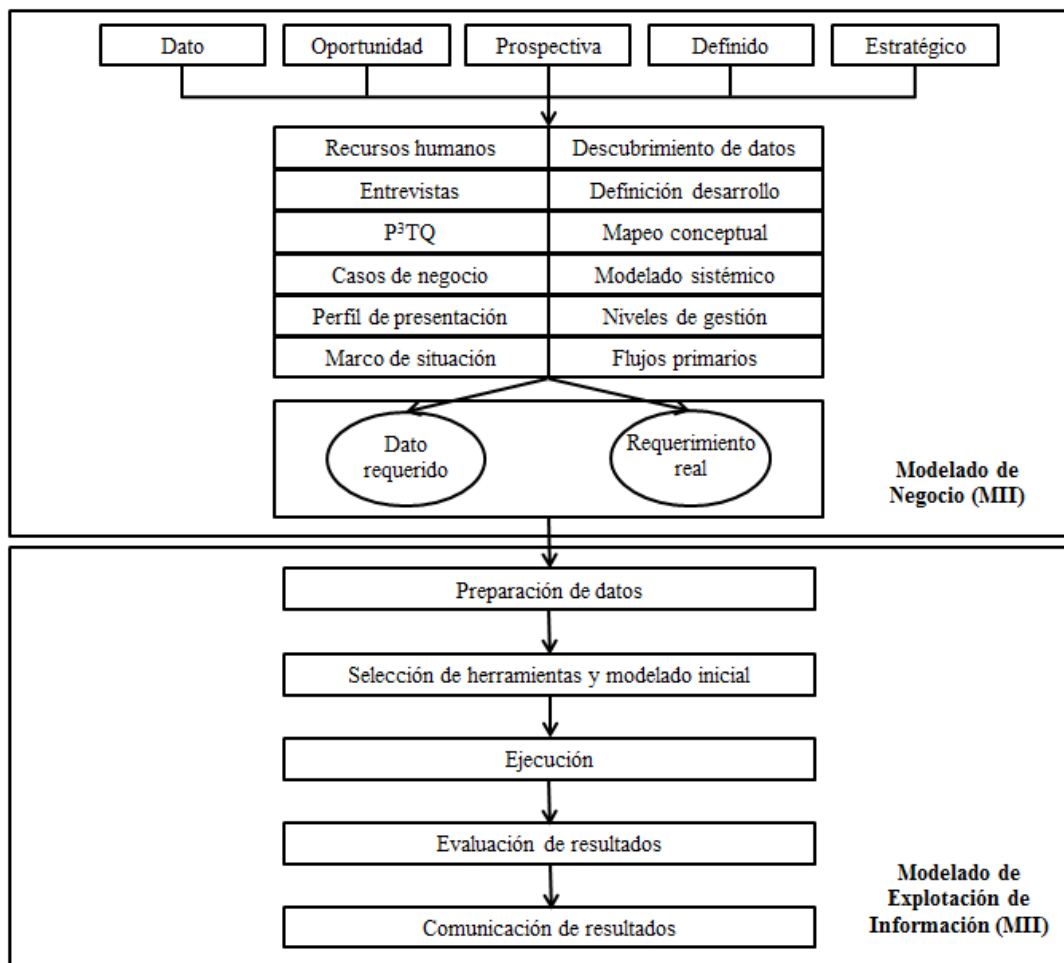 Dato
Oportunidad
Prospectiva
Defínido
Estratégico
Recursos humanos
Descubrimiento de datos
Entrevistas
Definición desarrollo
P³TQ
Mapeo conceptual
Casos de negocio
Modelado sistémico
Perfil de presentación
Niveles de gestión
Marco de situación
Flujos primarios
Dato
requerido
Requerimiento
real
Modelado de
Negocio (MII)
Preparación de datos
Selección de herramientas y modelado inicial
Ejecución
Evaluación de resultados
Comunicación de resultados
Modelado de
Explotación de
Información (MII)